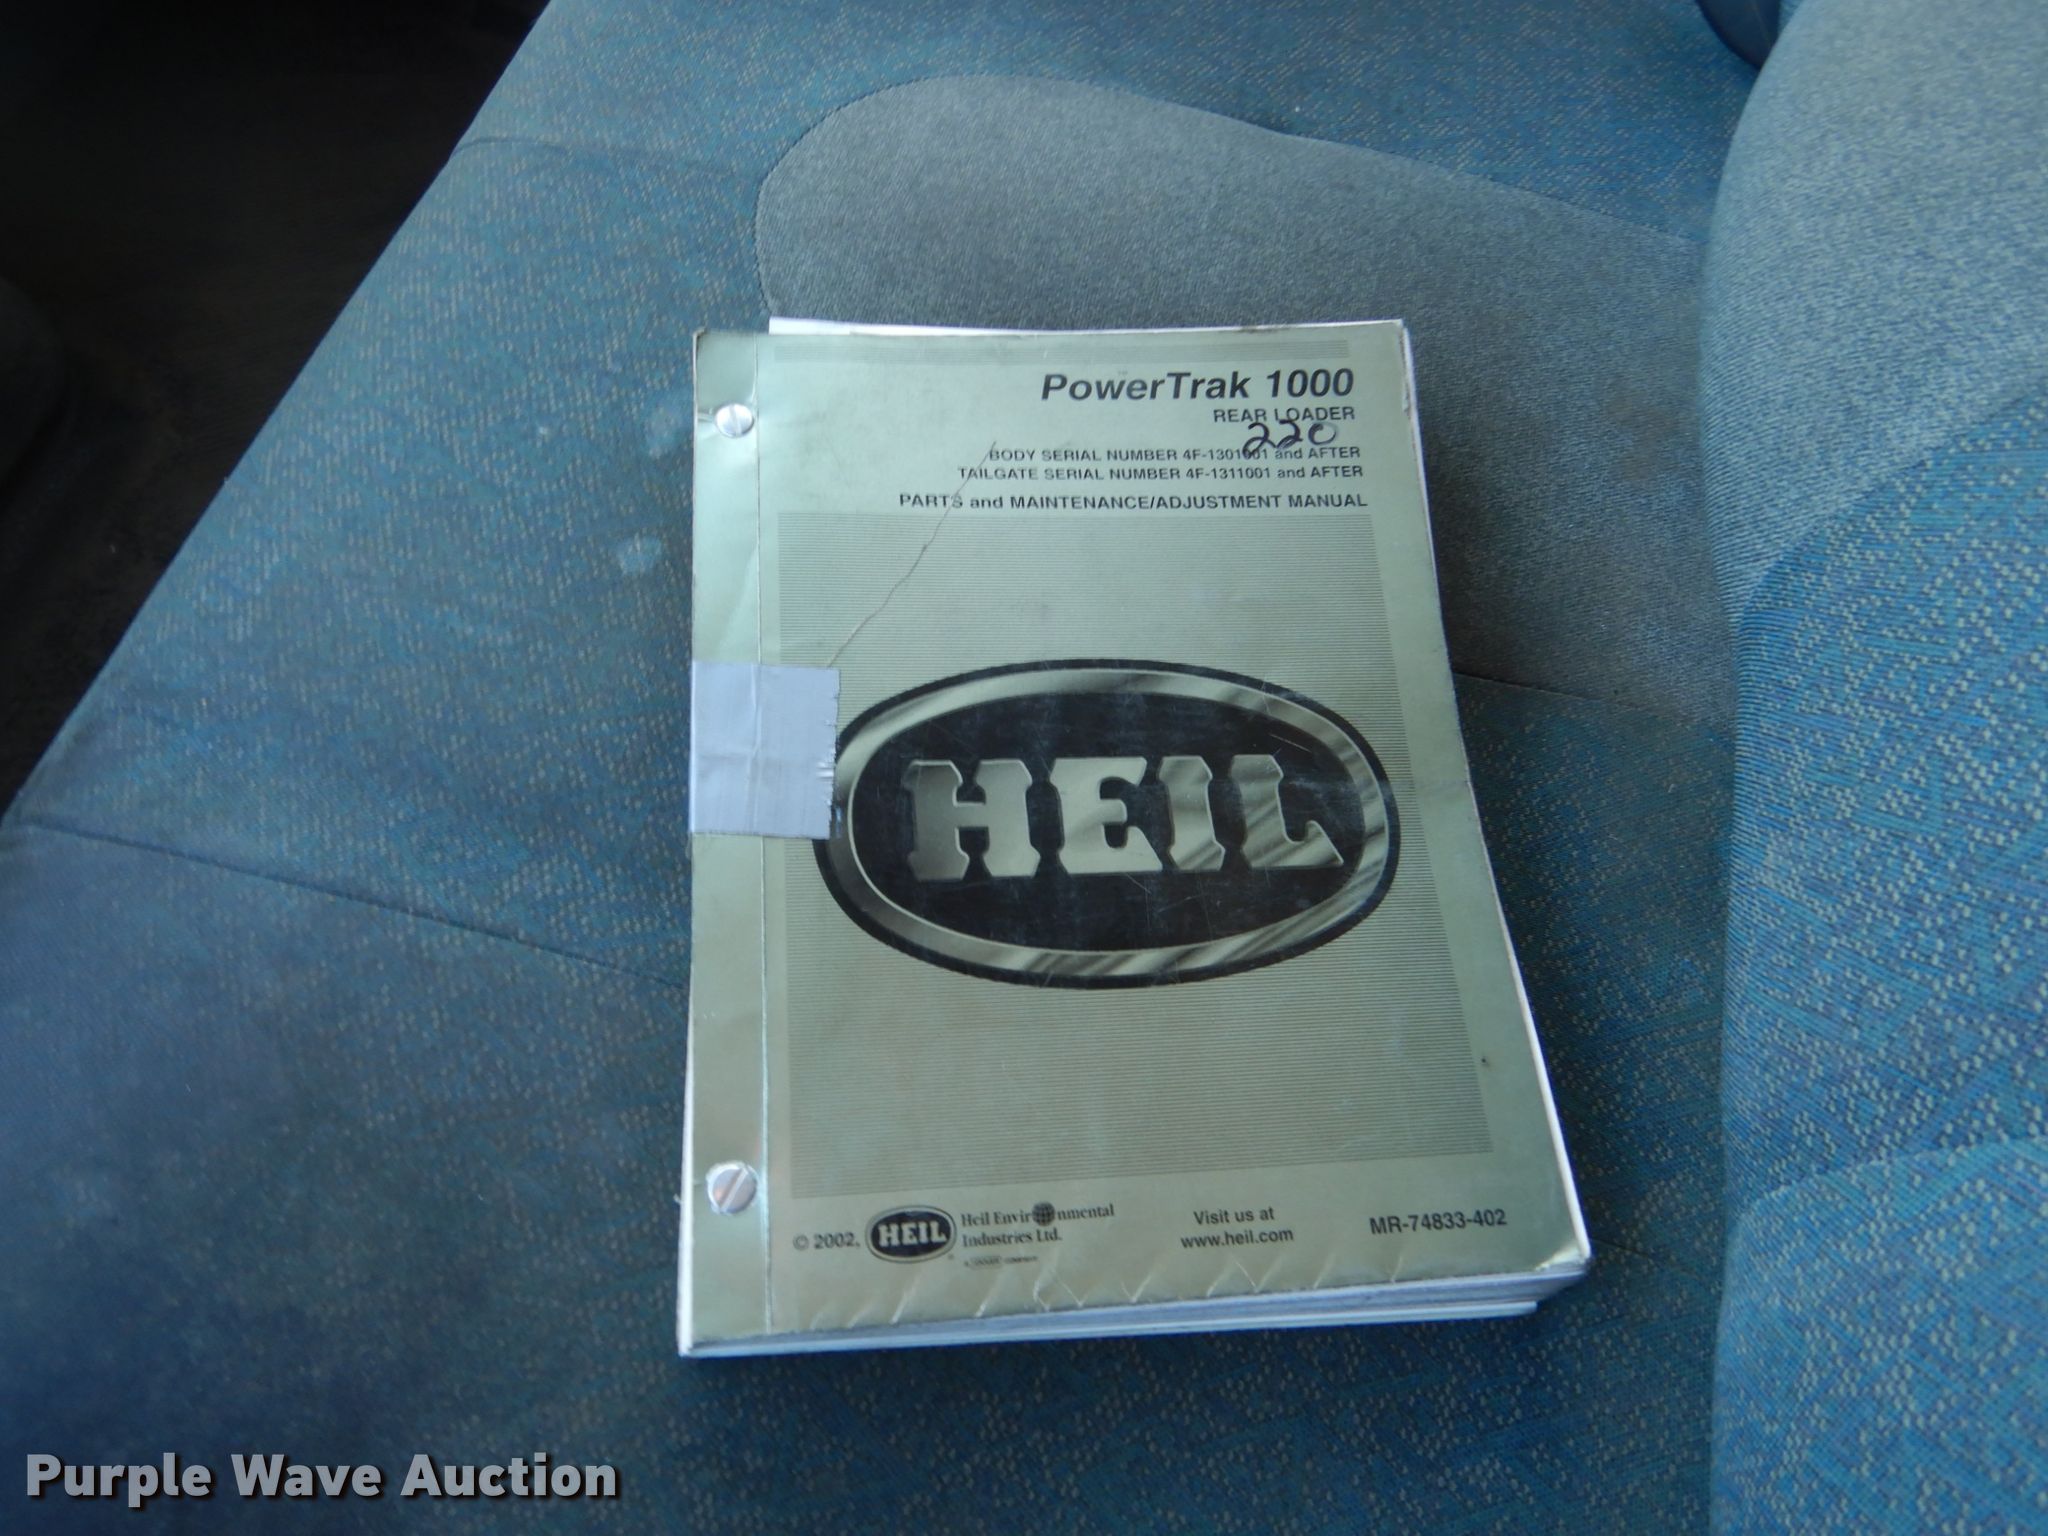 PowerTrak 1000
REAR LOADER
220
BODY SERIAL NUMBER 4F-1301001 and AFTER
TAILGATE SERIAL NUMBER 4F-1311001 and AFTER
PARTS and MAINTENANCE/ADJUSTMENT MANUAL
HEIL
© 2002, HEIL Heil Environmental
Industries Ltd.
A DOVER COMPANY
Visit us at
www.heil.com
MR-74833-402
Purple Wave Auction